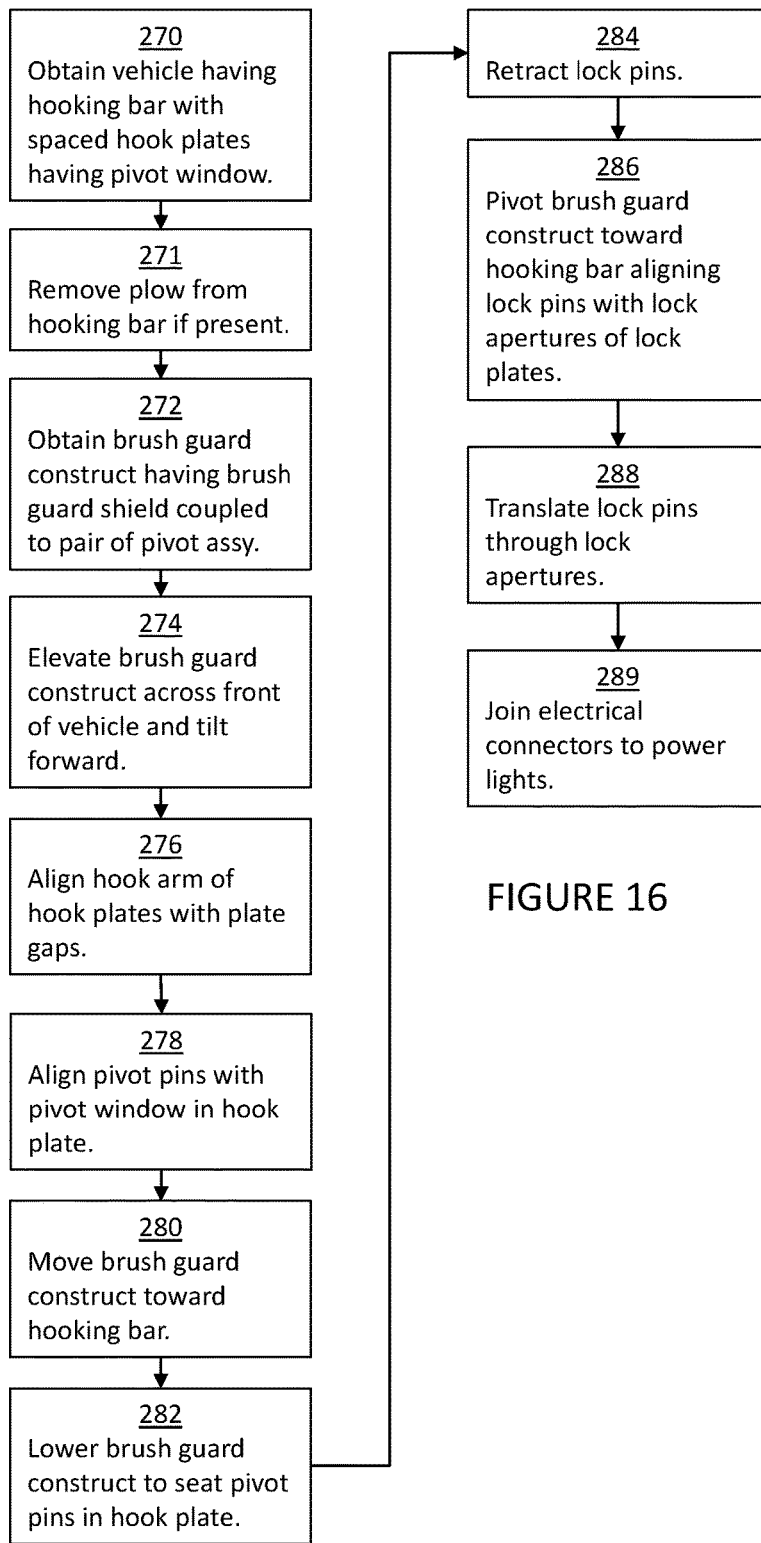 270
Obtain vehicle having
hooking bar with
spaced hook plates
having pivot window.
271
Remove plow from
hooking bar if present.
272
Obtain brush guard
construct having brush
guard shield coupled
to pair of pivot assy.
274
Elevate brush guard
construct across front
of vehicle and tilt
forward.
276
Align hook arm of
hook plates with plate
gaps.
278
Align pivot pins with
pivot window in hook
plate.
280
Move brush guard
construct toward
hooking bar.
282
Lower brush guard
construct to seat pivot
pins in hook plate.
284
Retract lock pins.
286
Pivot brush guard
construct toward
hooking bar aligning
lock pins with lock
apertures of lock
plates.
288
Translate lock pins
through lock
apertures.
289
Join electrical
connectors to power
lights.
FIGURE 16